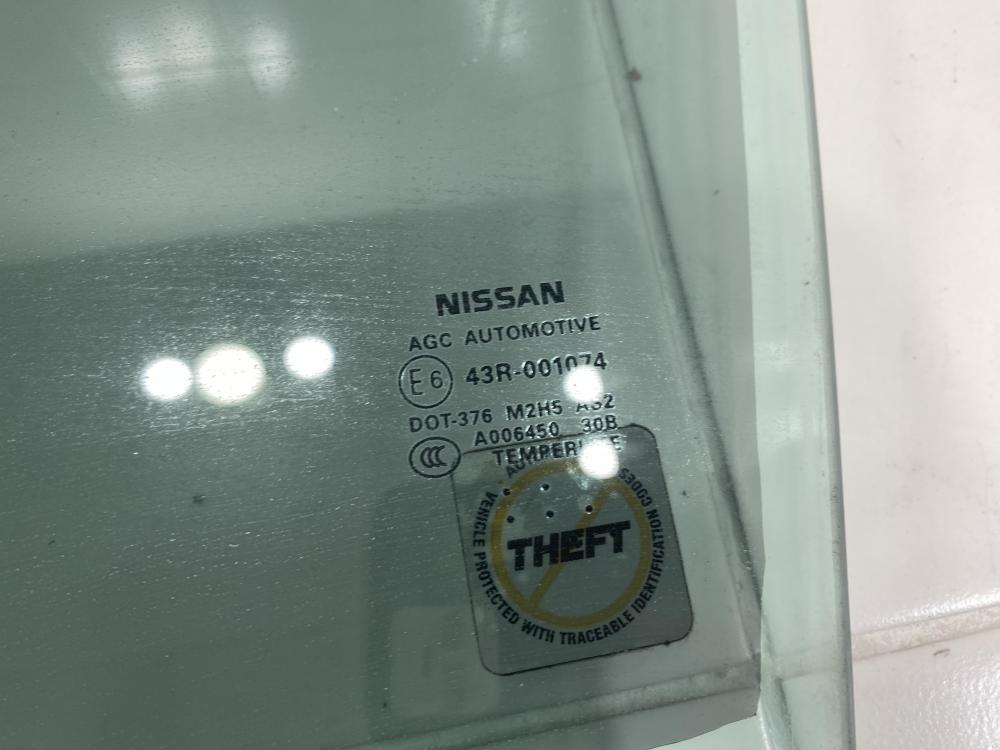 NISSAN
AGC AUTOMOTIVE
E6 43R-001074
DOT-376 M2H5 AS2
A006450 30B
CCC
THEFT
VEHICLE PROTECTED WITH TRACEABLE IDENTIFICATION CODES